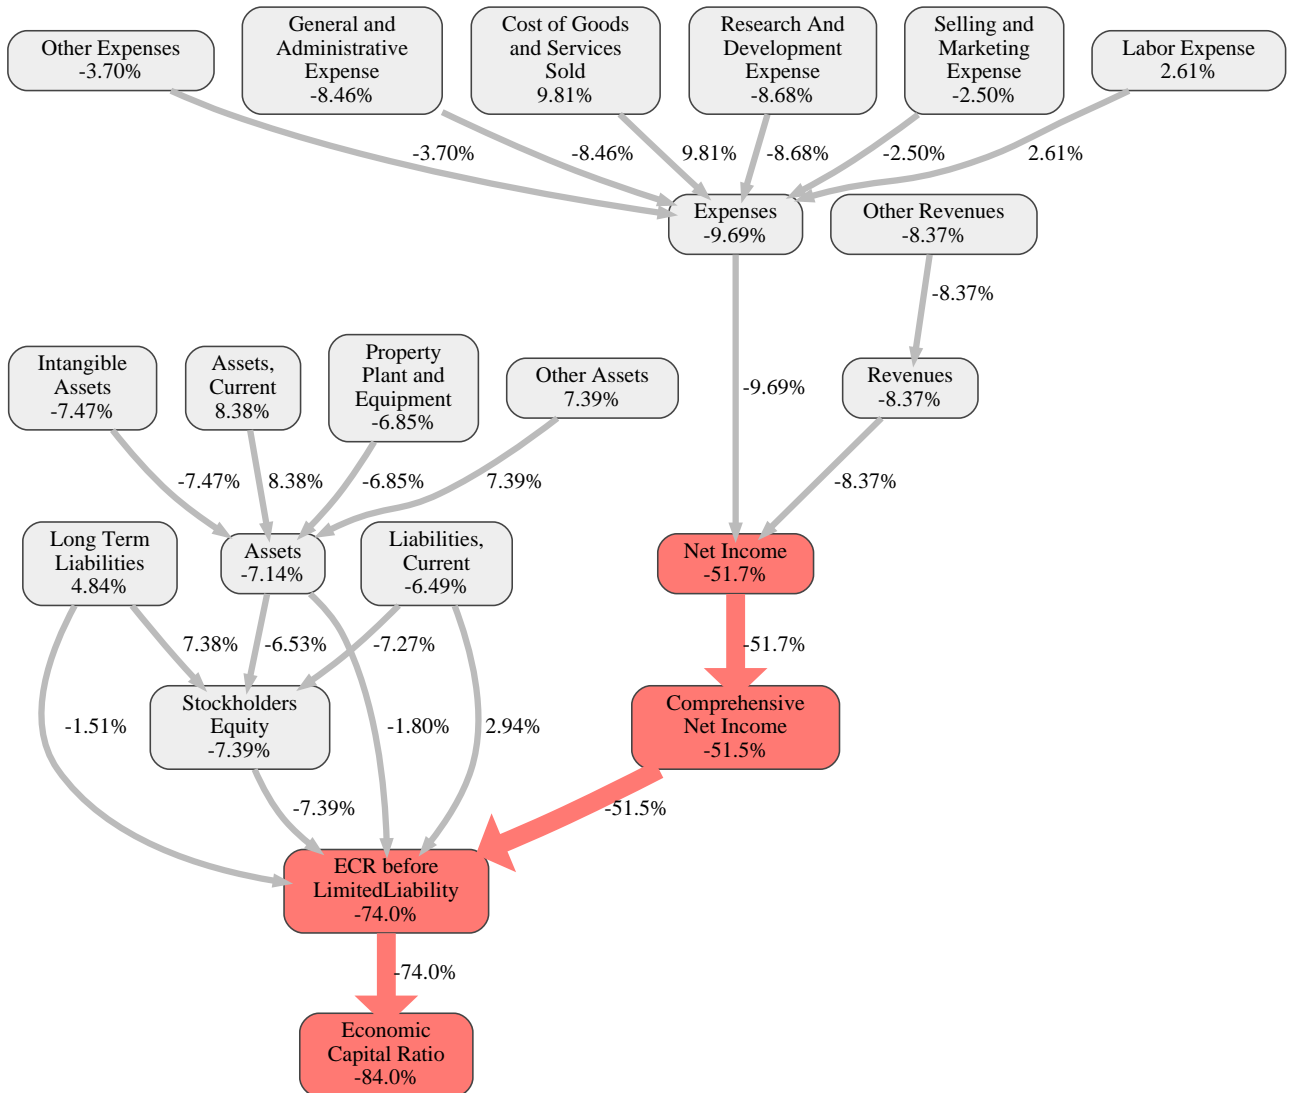 Other Expenses
-3.70%
General and
Administrative
Expense
-8.46%
Cost of Goods
and Services
Sold
9.81%
Research And
Development
Expense
-8.68%
Selling and
Marketing
Expense
-2.50%
Labor Expense
2.61%
-3.70%
-8.46%
9.81%
-8.68%
-2.50%
2.61%
Expenses
-9.69%
Other Revenues
-8.37%
-8.37%
Intangible
Assets
-7.47%
Assets,
Current
8.38%
Property
Plant and
Equipment
-6.85%
Other Assets
7.39%
-9.69%
Revenues
-8.37%
-7.47%
8.38%
-6.85%
7.39%
-8.37%
Long Term
Liabilities
4.84%
Assets
-7.14%
Liabilities,
Current
-6.49%
Net Income
-51.7%
7.38%
-6.53%
-7.27%
-51.7%
-1.51%
Stockholders
Equity
-7.39%
-1.80%
2.94%
Comprehensive
Net Income
-51.5%
-7.39%
-51.5%
ECR before
LimitedLiability
-74.0%
-74.0%
Economic
Capital Ratio
-84.0%